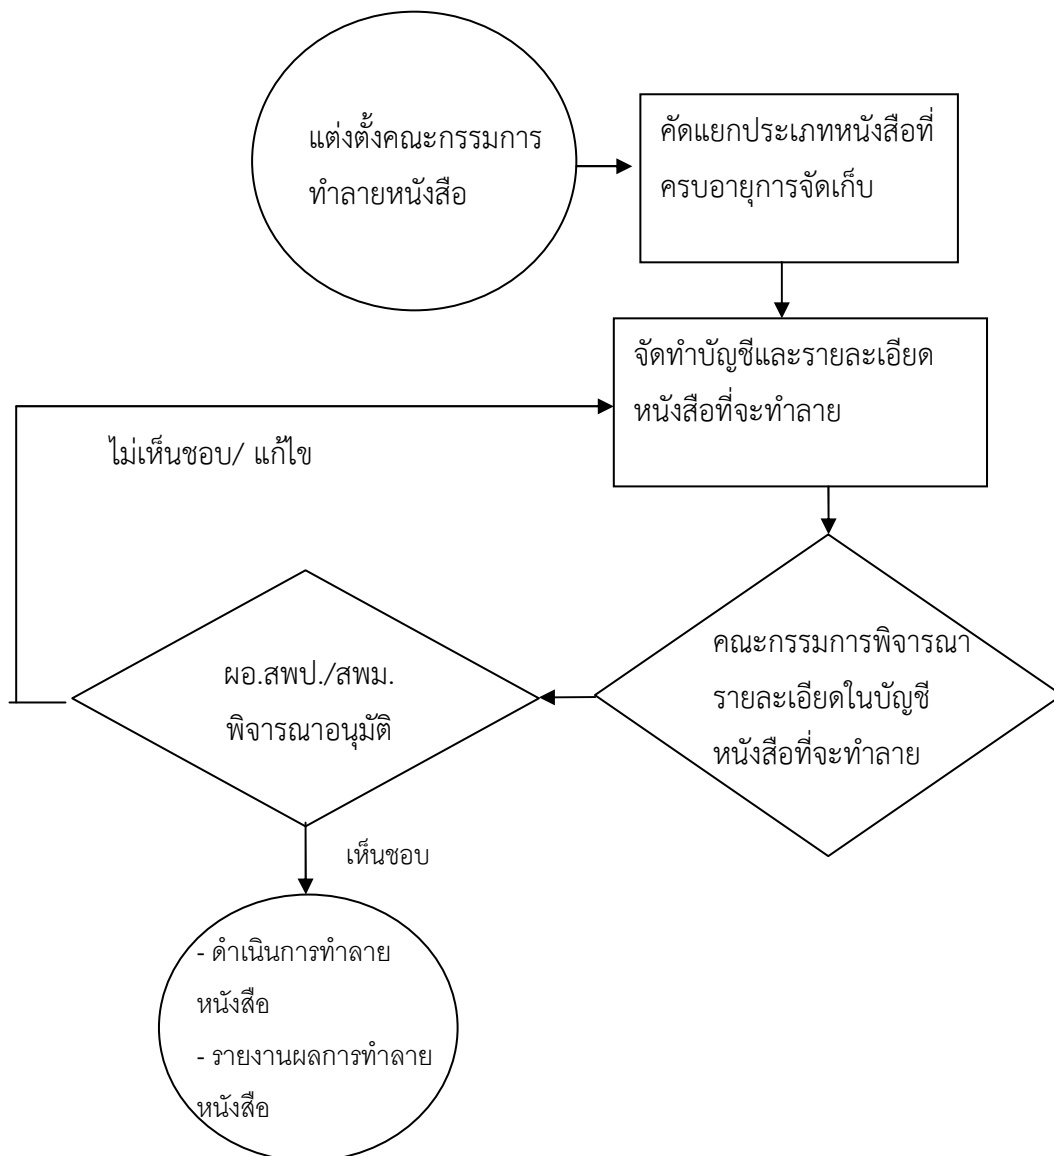 แต่งตั้งคณะกรรมการ
ทำลายหนังสือ
คัดแยกประเภทหนังสือที่
ครบอายุการจัดเก็บ
จัดทำบัญชีและรายละเอียด
หนังสือที่จะทำลาย
ไม่เห็นชอบ/ แก้ไข
คณะกรรมการพิจารณา
รายละเอียดในบัญชี
หนังสือที่จะทำลาย
ผอ.สพป./สพม.
พิจารณาอนุมัติ
เห็นชอบ
- ดำเนินการทำลาย
หนังสือ
- รายงานผลการทำลาย
หนังสือ